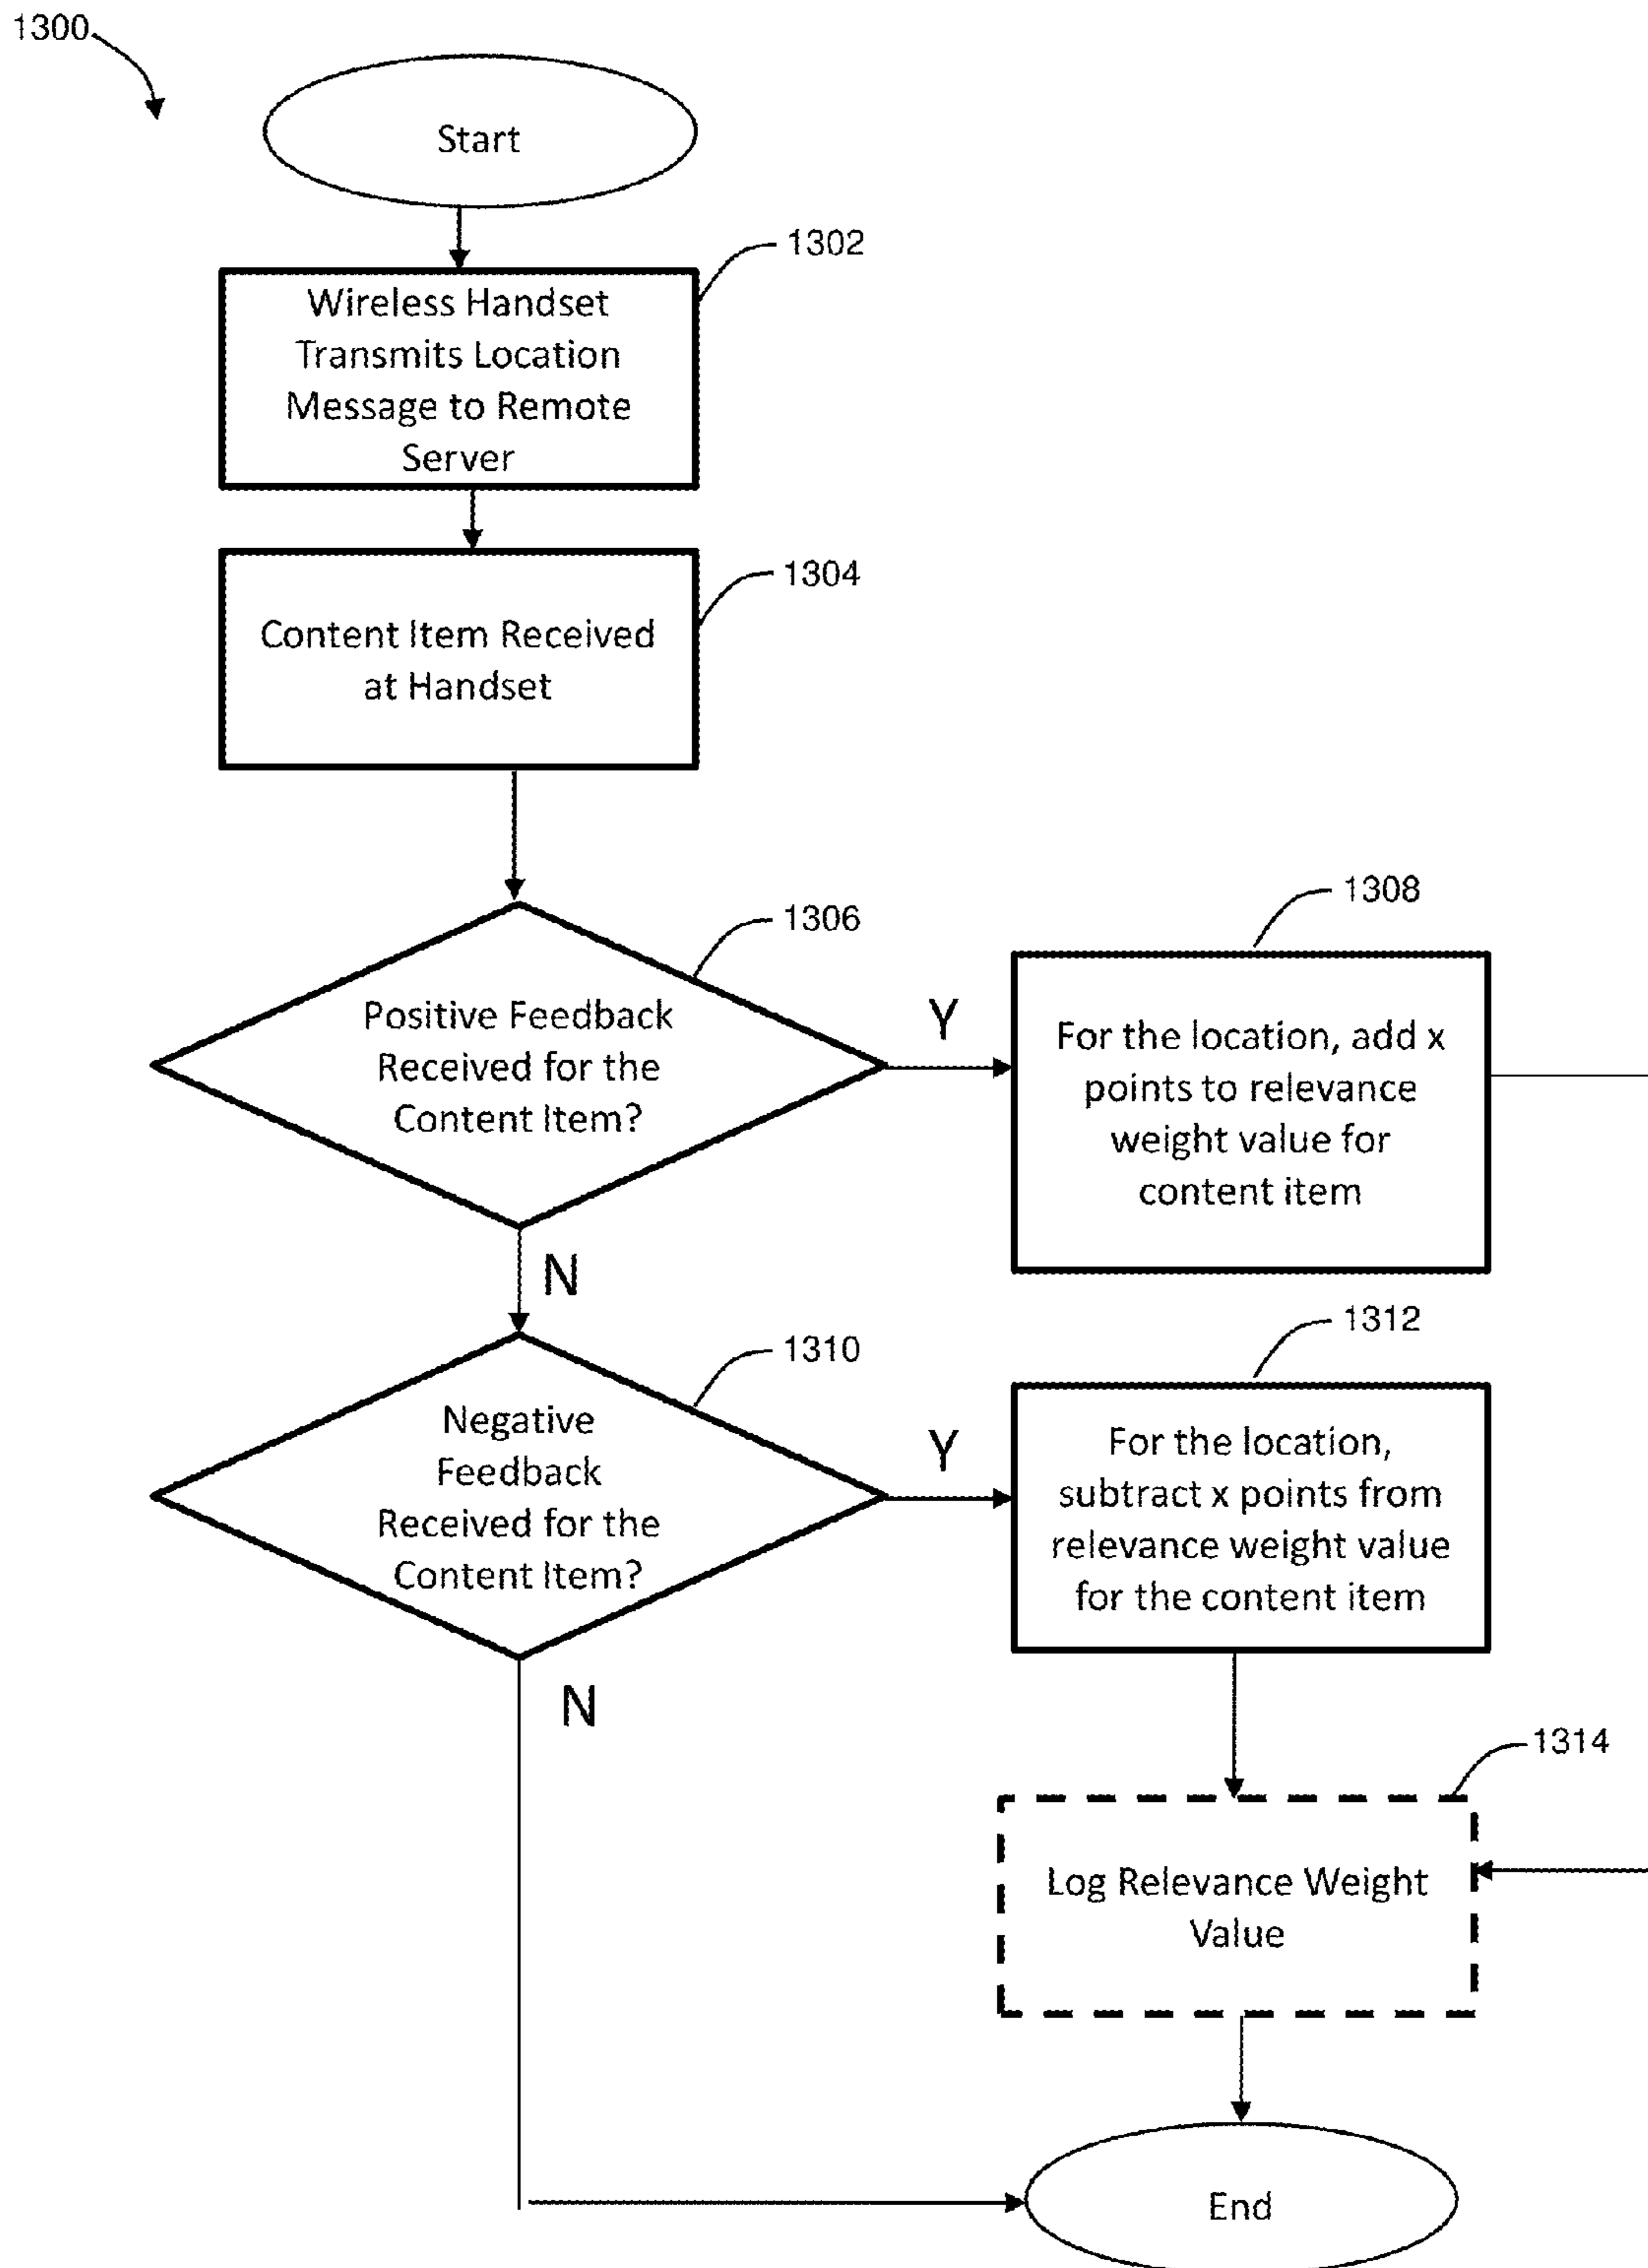 1300
Start
1302
Wireless Handset
Transmits Location
Message to Remote
Server
1304
Content Item Received
at Handset
1306
Positive Feedback
Received for the
Content Item?
Y
1308
For the location, add x
points to relevance
weight value for
content item
N
1310
Negative
Feedback
Received for the
Content Item?
Y
1312
For the location,
subtract x points from
relevance weight value
for the content item
N
1314
Log Relevance Weight
Value
End